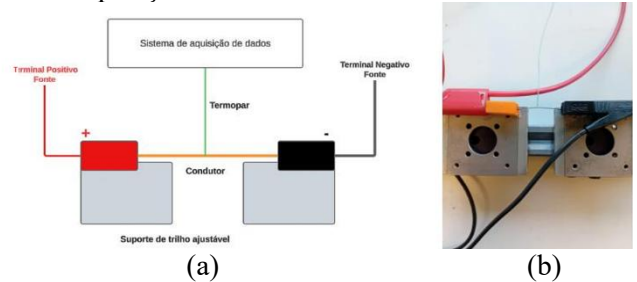 Sistema de aquisição de dados
Terminal Positivo
Fonte
Terminal Negativo
Fonte
Termopar
+
-
Condutor
Suporte de trilho ajustável
(a)
(b)